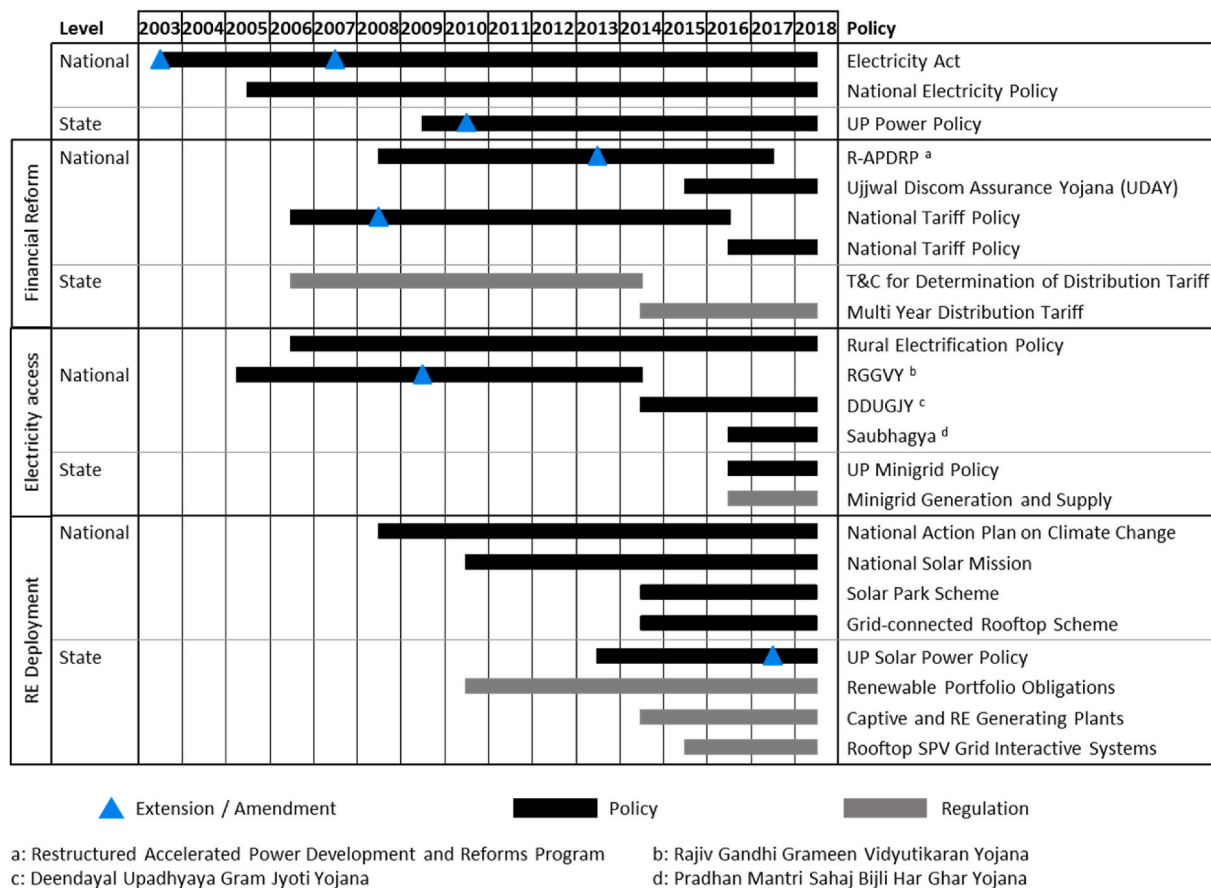 Level 2003 2004 2005 2006 2007 2008 2009 2010 2011 2012 2013 2014 2015 2016 2017 2018 Policy
National Electricity Act
National Electricity Policy
State UP Power Policy
Financial Reform
National R-APDRP a
Ujjwal Discom Assurance Yojana (UDAY)
National Tariff Policy
National Tariff Policy
State T&C for Determination of Distribution Tariff
Multi Year Distribution Tariff
Electricity access
Rural Electrification Policy
National RGGVY b
DDUGJY c
Saubhagya d
State UP Minigrid Policy
Minigrid Generation and Supply
RE Deployment
National National Action Plan on Climate Change
National Solar Mission
Solar Park Scheme
Grid-connected Rooftop Scheme
State UP Solar Power Policy
Renewable Portfolio Obligations
Captive and RE Generating Plants
Rooftop SPV Grid Interactive Systems
Extension / Amendment Policy Regulation
a: Restructured Accelerated Power Development and Reforms Program b: Rajiv Gandhi Grameen Vidyutikaran Yojana
c: Deendayal Upadhyaya Gram Jyoti Yojana d: Pradhan Mantri Sahaj Bijli Har Ghar Yojana